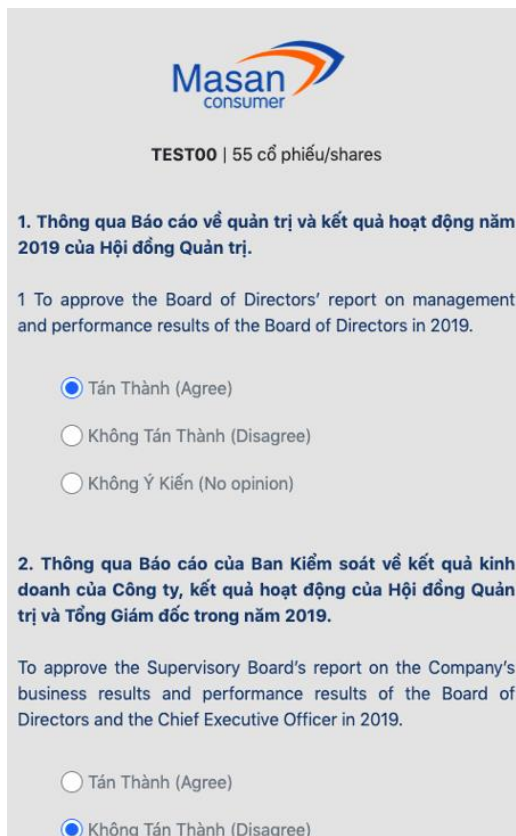 Masan
consumer
TEST00 | 55 cổ phiếu/shares
1. Thông qua Báo cáo về quản trị và kết quả hoạt động năm
2019 của Hội đồng Quản trị.
1 To approve the Board of Directors’ report on management
and performance results of the Board of Directors in 2019.
Tán Thành (Agree)
Không Tán Thành (Disagree)
Không Ý Kiến (No opinion)
2. Thông qua Báo cáo của Ban Kiểm soát về kết quả kinh
doanh của Công ty, kết quả hoạt động của Hội đồng Quản
trị và Tổng Giám đốc trong năm 2019.
To approve the Supervisory Board’s report on the Company’s
business results and performance results of the Board of
Directors and the Chief Executive Officer in 2019.
Tán Thành (Agree)
Không Tán Thành (Disagree)